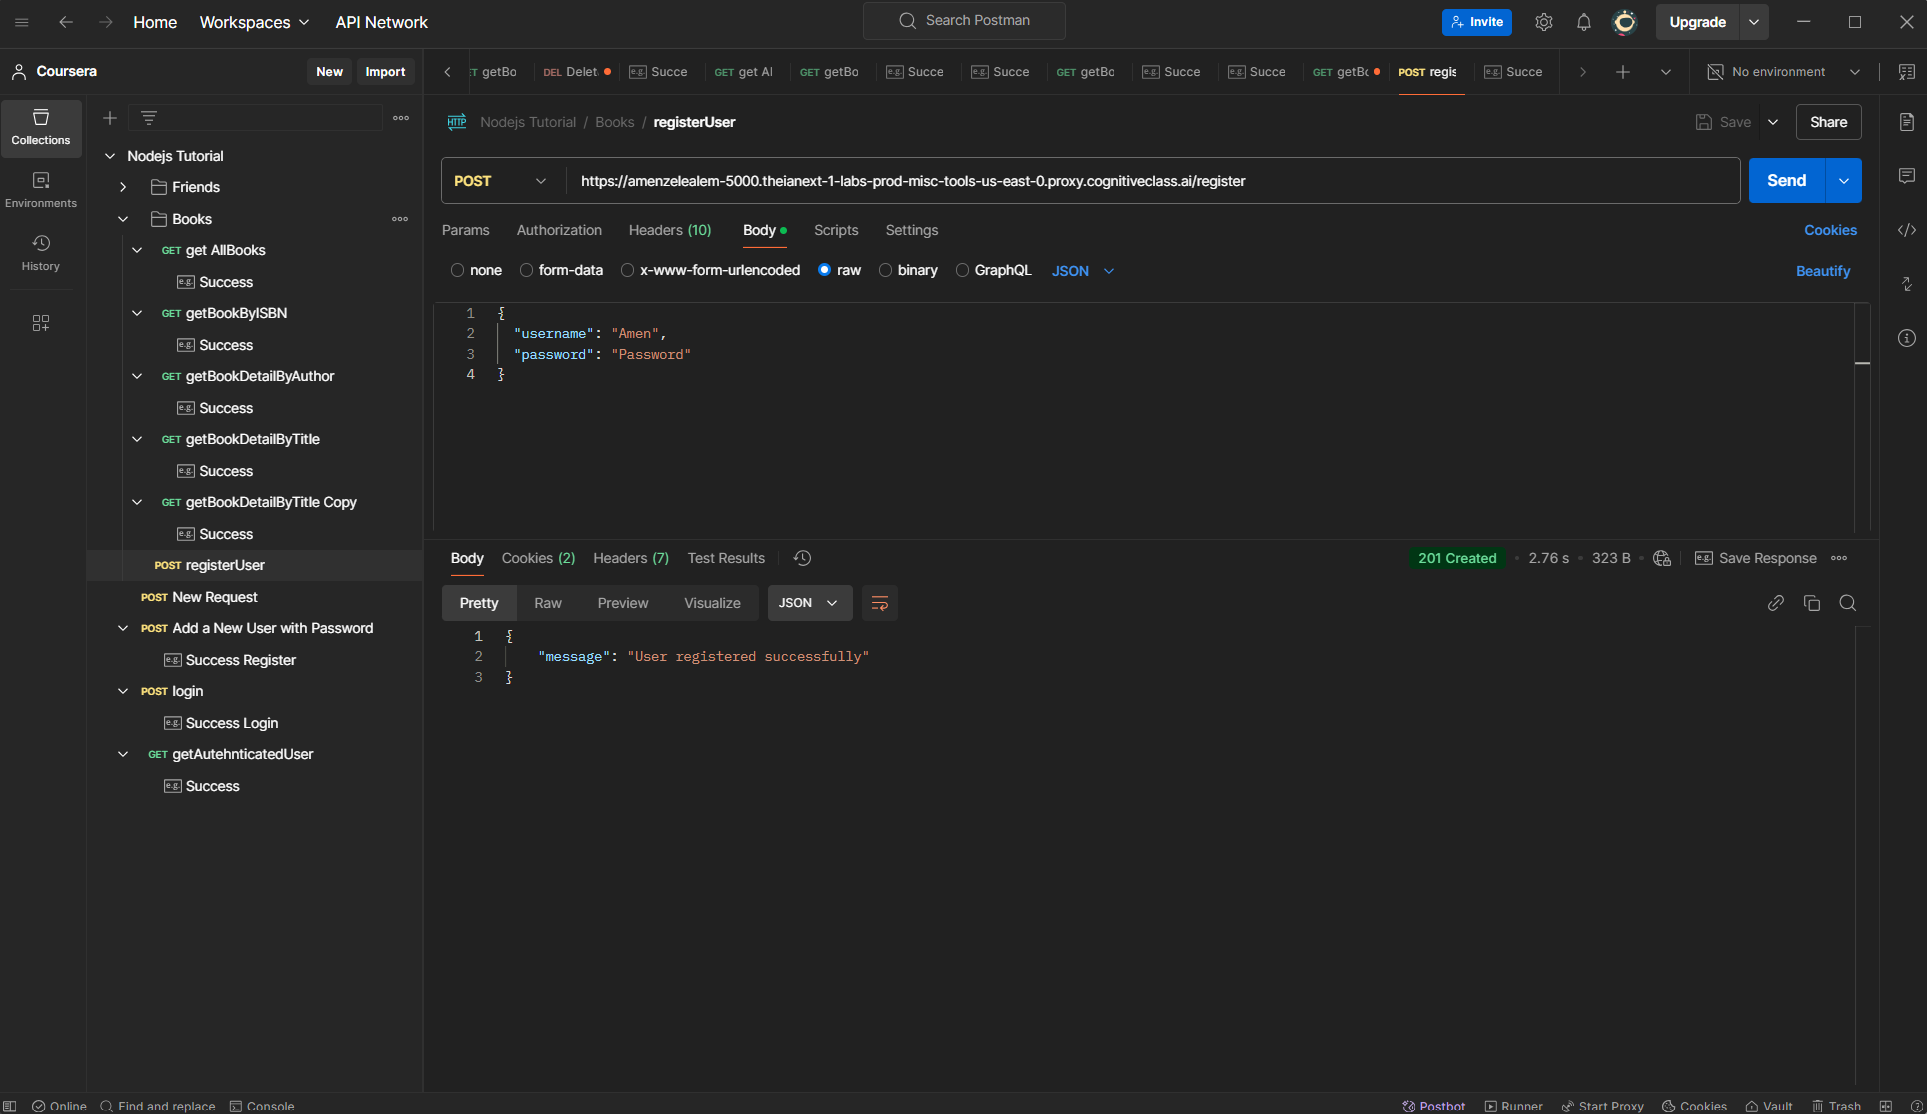 Home Workspaces API Network Search Postman Invite Upgrade
Coursera New Import getBo DEL Delet Succe GET get Al GET getBo Succe Succe GET getBo Succe Succe GET getBo POST regis Succe No environment
Collections
Environments
History
Nodejs Tutorial
Friends
Books
GET get AllBooks
e.g. Success
GET getBookByISBN
e.g. Success
GET getBookDetailByAuthor
e.g. Success
GET getBookDetailByTitle
e.g. Success
GET getBookDetailByTitle Copy
e.g. Success
POST registerUser
POST New Request
POST Add a New User with Password
e.g. Success Register
POST login
e.g. Success Login
GET getAutehnticatedUser
e.g. Success
HTTP Nodejs Tutorial / Books / registerUser Save Share
POST https://amenzelealem-5000.theianext-1-labs-prod-misc-tools-us-east-0.proxy.cognitiveclass.ai/register Send
Params Authorization Headers (10) Body Scripts Settings Cookies
none form-data x-www-form-urlencoded raw binary GraphQL JSON Beautify
1 {
2 "username": "Amen",
3 "password": "Password"
4 }
Body Cookies (2) Headers (7) Test Results 201 Created 2.76 s 323 B e.g. Save Response
Pretty Raw Preview Visualize JSON
1 {
2 "message": "User registered successfully"
3 }
Online Find and replace Console Postbot Runner Start Proxy Cookies Vault Trash